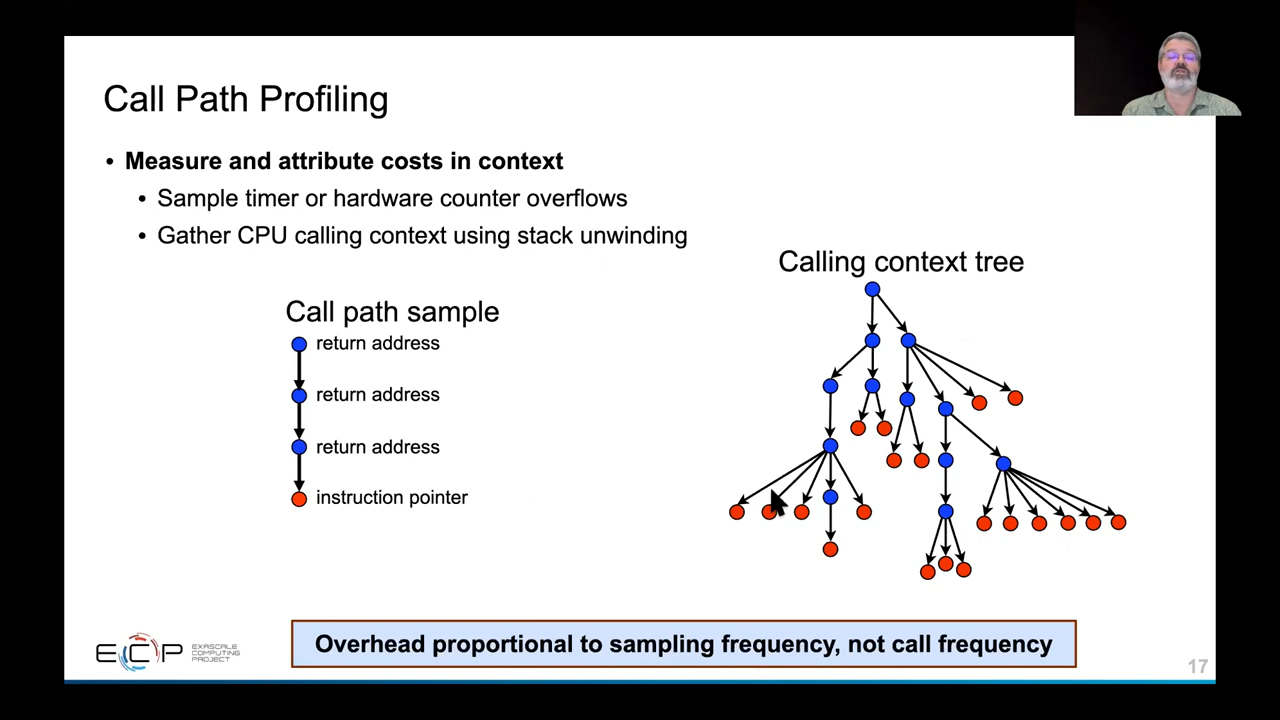 Call Path Profiling
• Measure and attribute costs in context
• Sample timer or hardware counter overflows
• Gather CPU calling context using stack unwinding
Calling context tree
Call path sample
return address
return address
return address
instruction pointer
Overhead proportional to sampling frequency, not call frequency
ECP EXASCALE
COMPUTING
PROJECT
17